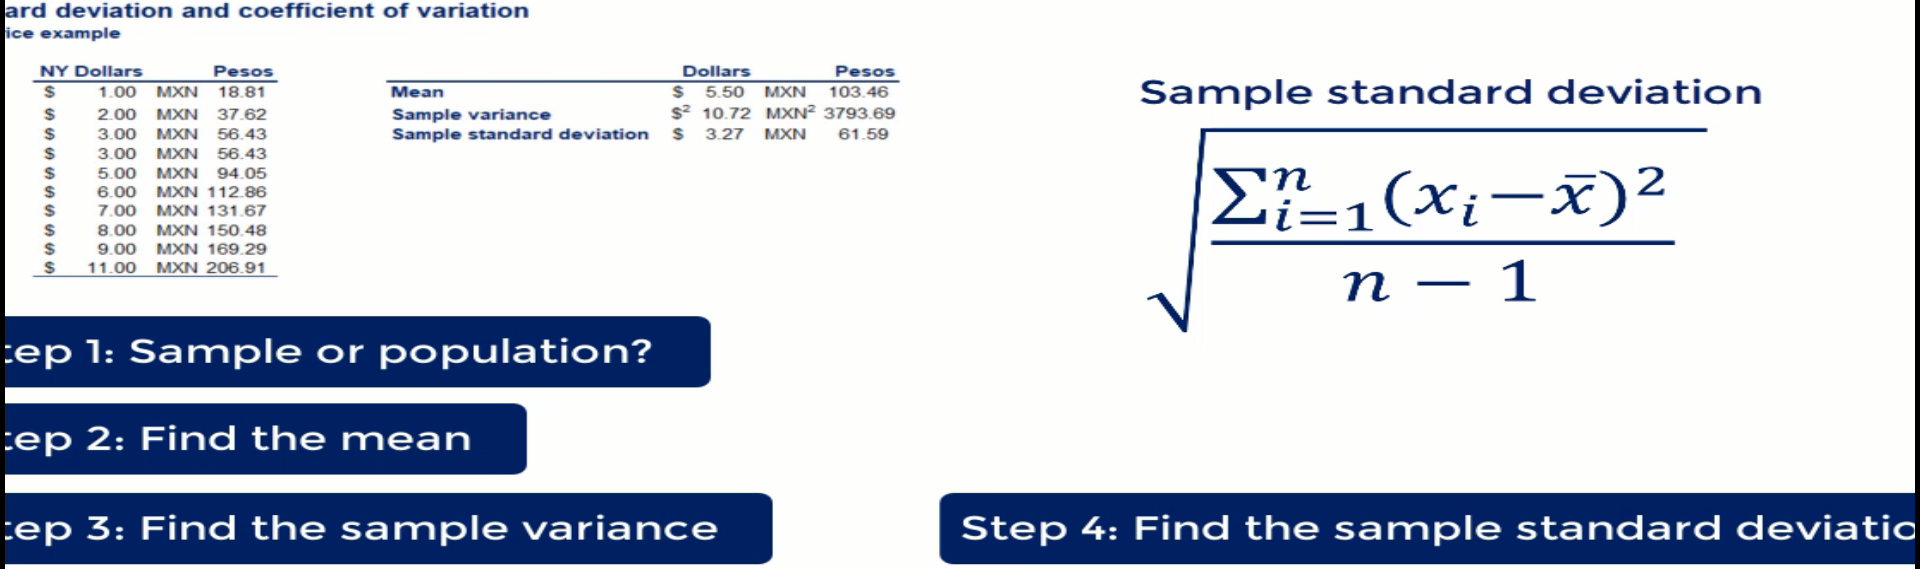 ard deviation and coefficient of variation
ice example
NY Dollars Pesos
$ 1.00 MXN 18.81
$ 2.00 MXN 37.62
$ 3.00 MXN 56.43
$ 3.00 MXN 56.43
$ 5.00 MXN 94.05
$ 6.00 MXN 112.86
$ 7.00 MXN 131.67
$ 8.00 MXN 150.48
$ 9.00 MXN 169.29
$ 11.00 MXN 206.91
Dollars Pesos
Mean $ 5.50 MXN 103.46
Sample variance $² 10.72 MXN² 3793.69
Sample standard deviation $ 3.27 MXN 61.59
Sample standard deviation
√(∑ⁿᵢ₌₁(xᵢ−x̄)² / (n − 1))
tep 1: Sample or population?
tep 2: Find the mean
tep 3: Find the sample variance
Step 4: Find the sample standard deviatio